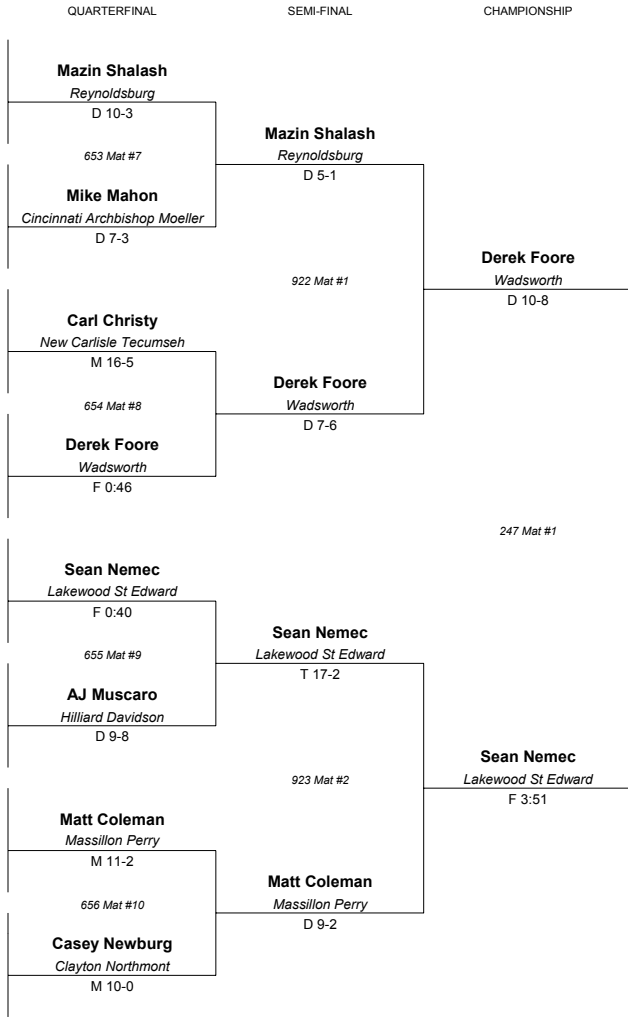 QUARTERFINAL SEMI-FINAL CHAMPIONSHIP
Mazin Shalash
Reynoldsburg
D 10-3
653 Mat #7
Mike Mahon
Cincinnati Archbishop Moeller
D 7-3
Mazin Shalash
Reynoldsburg
D 5-1
922 Mat #1
Carl Christy
New Carlisle Tecumseh
M 16-5
654 Mat #8
Derek Foore
Wadsworth
F 0:46
Derek Foore
Wadsworth
D 7-6
Derek Foore
Wadsworth
D 10-8
247 Mat #1
Sean Nemec
Lakewood St Edward
F 0:40
655 Mat #9
AJ Muscaro
Hilliard Davidson
D 9-8
Sean Nemec
Lakewood St Edward
T 17-2
923 Mat #2
Matt Coleman
Massillon Perry
M 11-2
656 Mat #10
Casey Newburg
Clayton Northmont
M 10-0
Matt Coleman
Massillon Perry
D 9-2
Sean Nemec
Lakewood St Edward
F 3:51